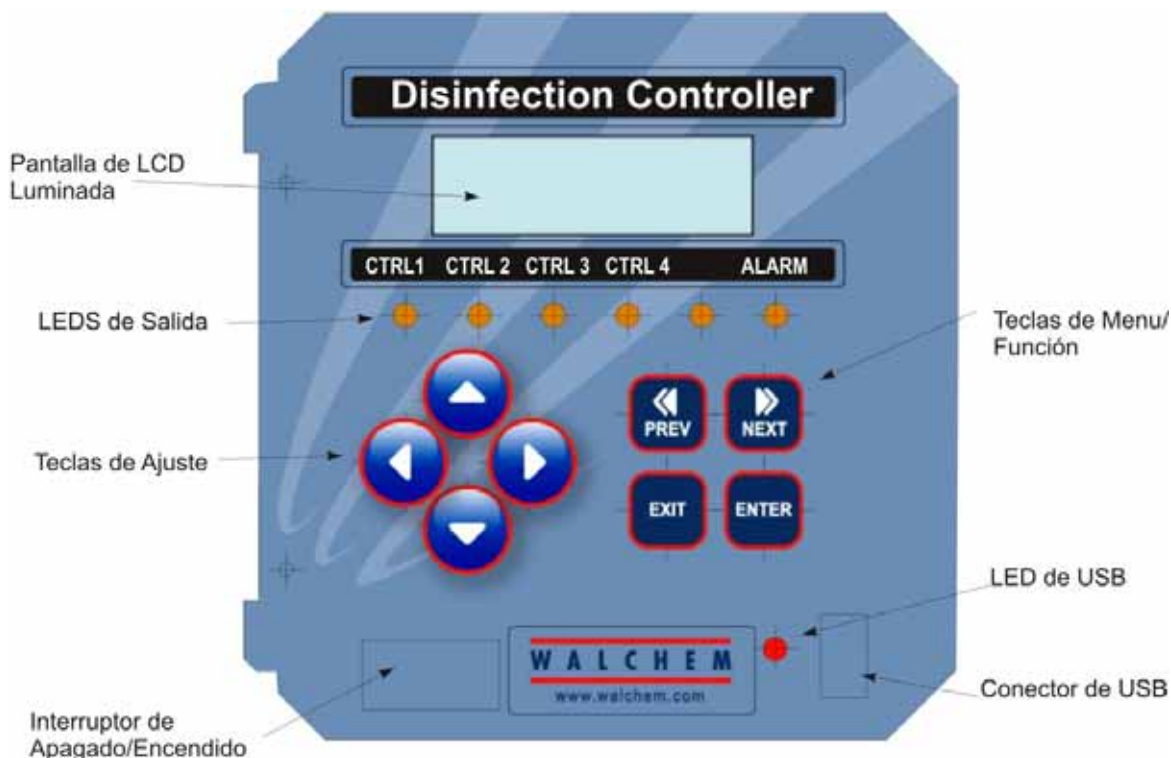 Disinfection Controller
Pantalla de LCD
Luminada
CTRL1 CTRL 2 CTRL 3 CTRL 4 ALARM
LEDS de Salida
Teclas de Menu/
Función
PREV NEXT
Teclas de Ajuste
EXIT ENTER
LED de USB
WALCHEM
www.walchem.com
Conector de USB
Interruptor de
Apagado/Encendido